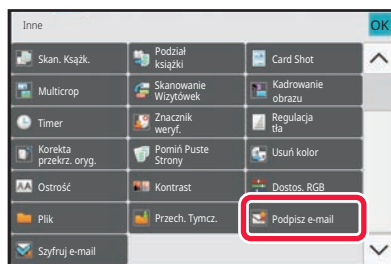 Inne
OK
Skan. Książk.
Podział
książki
Card Shot
Multicrop
Skanowanie
Wizytówek
Kadrowanie
obrazu
Timer
Znacznik
weryf.
Regulacja
tła
Korekta
przekrz. oryg.
Pomiń Puste
Strony
Usuń kolor
AA Ostrość
Kontrast
Dostos. RGB
Plik
Przech. Tymcz.
Podpisz e-mail
Szyfruj e-mail